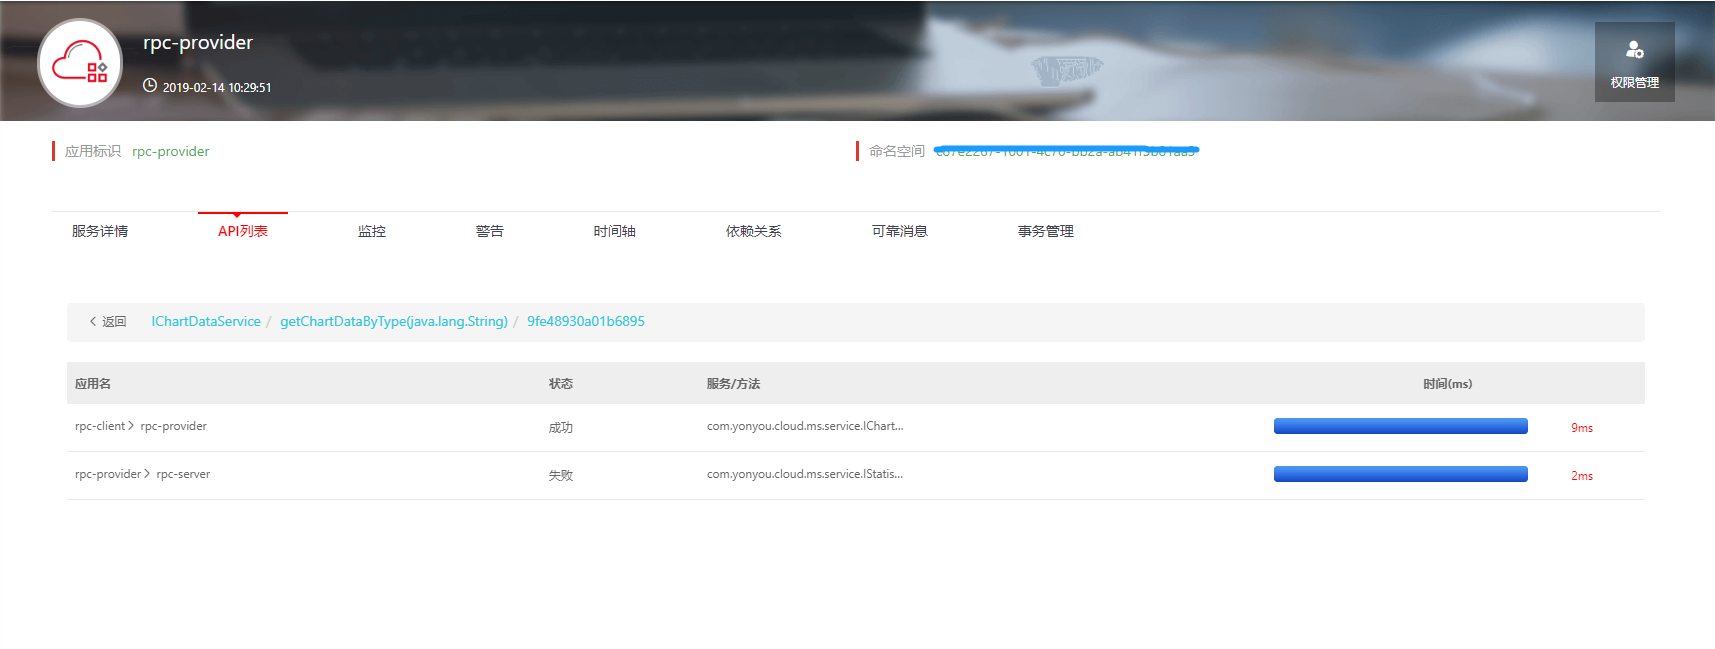 rpc-provider
2019-02-14 10:29:51
权限管理
应用标识 rpc-provider
命名空间
服务详情 API列表 监控 警告 时间轴 依赖关系 可靠消息 事务管理
返回 IChartDataService / getChartDataByType(java.lang.String) / 9fe48930a01b6895
应用名 状态 服务/方法 时间(ms)
rpc-client > rpc-provider 成功 com.yonyou.cloud.ms.service.IChart... 9ms
rpc-provider > rpc-server 失败 com.yonyou.cloud.ms.service.IStatis... 2ms